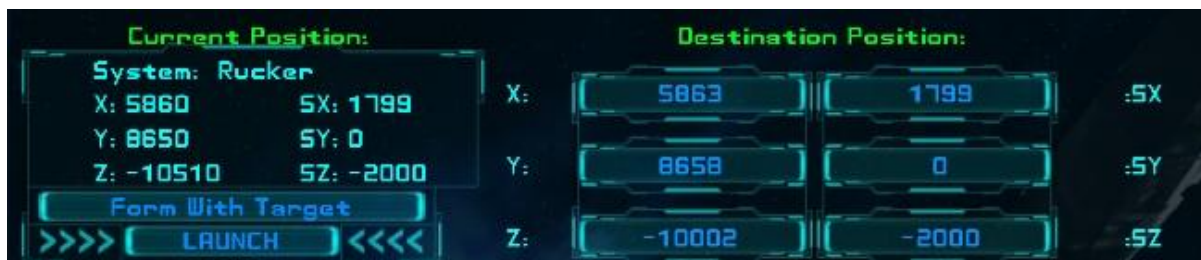 Current Position:
System: Rucker
X: 5860 SX: 1799
Y: 8650 SY: 0
Z: -10510 SZ: -2000
Form With Target
>>>> LAUNCH <<<<
Destination Position:
X: 5863 1799 :SX
Y: 8658 0 :SY
Z: -10002 -2000 :SZ